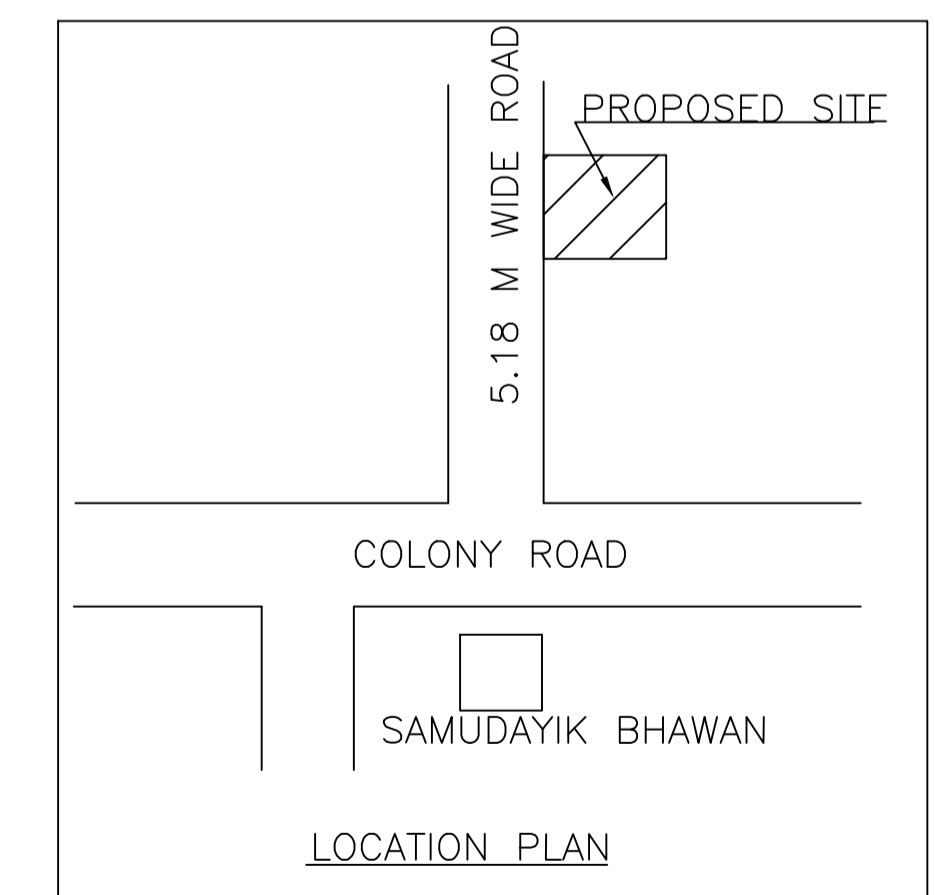 5.18 M WIDE ROAD
PROPOSED SITE
COLONY ROAD
SAMUDAYIK BHAWAN
LOCATION PLAN